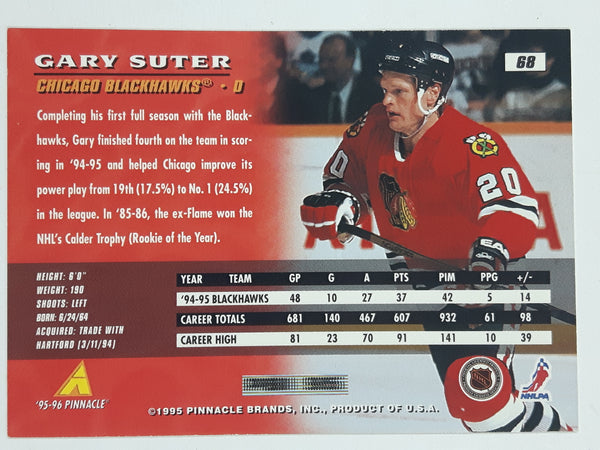 GARY SUTER
68
CHICAGO BLACKHAWKS® - D
Completing his first full season with the Black-
hawks, Gary finished fourth on the team in scor-
ing in '94-95 and helped Chicago improve its
power play from 19th (17.5%) to No. 1 (24.5%)
in the league. In '85-86, the ex-Flame won the
NHL's Calder Trophy (Rookie of the Year).
20
20
HEIGHT: 6'0"
WEIGHT: 190
SHOOTS: LEFT
BORN: 6/24/64
ACQUIRED: TRADE WITH
HARTFORD (3/11/94)
YEAR TEAM GP G A PTS PIM PPG +/-
'94-95 BLACKHAWKS 48 10 27 37 42 5 14
CAREER TOTALS 681 140 467 607 932 61 98
CAREER HIGH 81 23 70 91 141 10 39
'95-96 PINNACLE
©1995 PINNACLE BRANDS, INC., PRODUCT OF U.S.A.
NHL
NHLPA